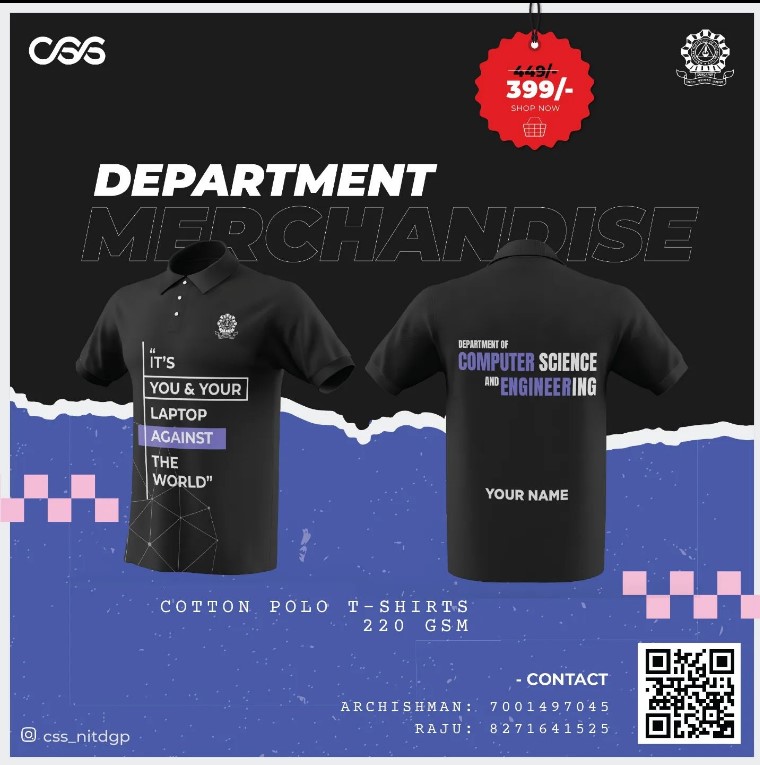 CSS
449/-
399/-
SHOP NOW
DEPARTMENT
MERCHANDISE
“IT'S
YOU & YOUR
LAPTOP
AGAINST
THE
WORLD”
DEPARTMENT OF
COMPUTER SCIENCE
AND ENGINEERING
YOUR NAME
COTTON POLO T-SHIRTS
220 GSM
- CONTACT
ARCHISHMAN: 7001497045
RAJU: 8271641525
css_nitdgp